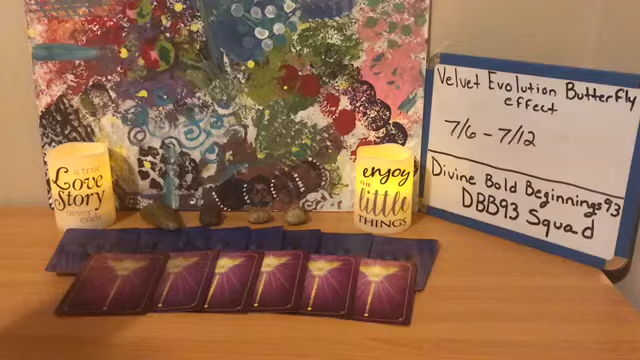 a true
Love
Story
never
ends
enjoy
THE
little
THINGS
Velvet Evolution Butterfly
effect
7/6 - 7/12
Divine Bold Beginnings93
DBB93 Squad